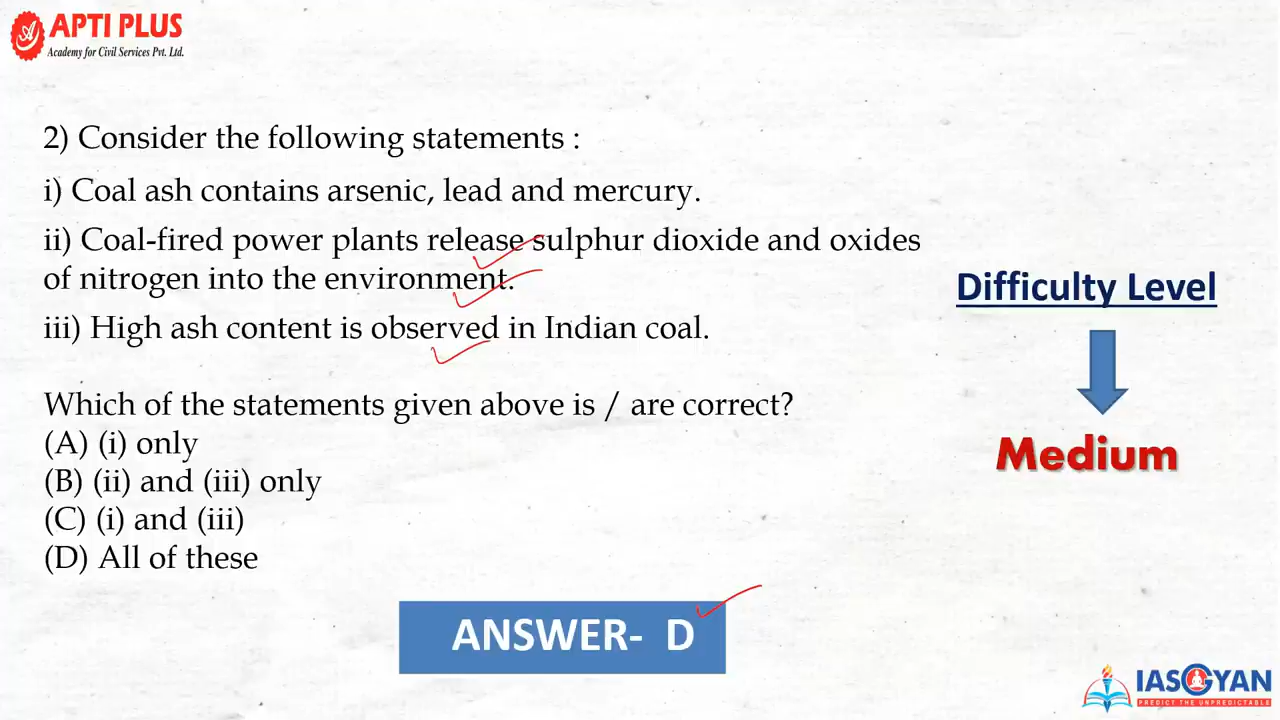 APTI PLUS
Academy for Civil Services Pvt. Ltd.
2) Consider the following statements :
i) Coal ash contains arsenic, lead and mercury.
ii) Coal-fired power plants release sulphur dioxide and oxides
of nitrogen into the environment.
iii) High ash content is observed in Indian coal.
Which of the statements given above is / are correct?
(A) (i) only
(B) (ii) and (iii) only
(C) (i) and (iii)
(D) All of these
Difficulty Level
Medium
ANSWER- D
IASGYAN
PREDICT THE UNPREDICTABLE